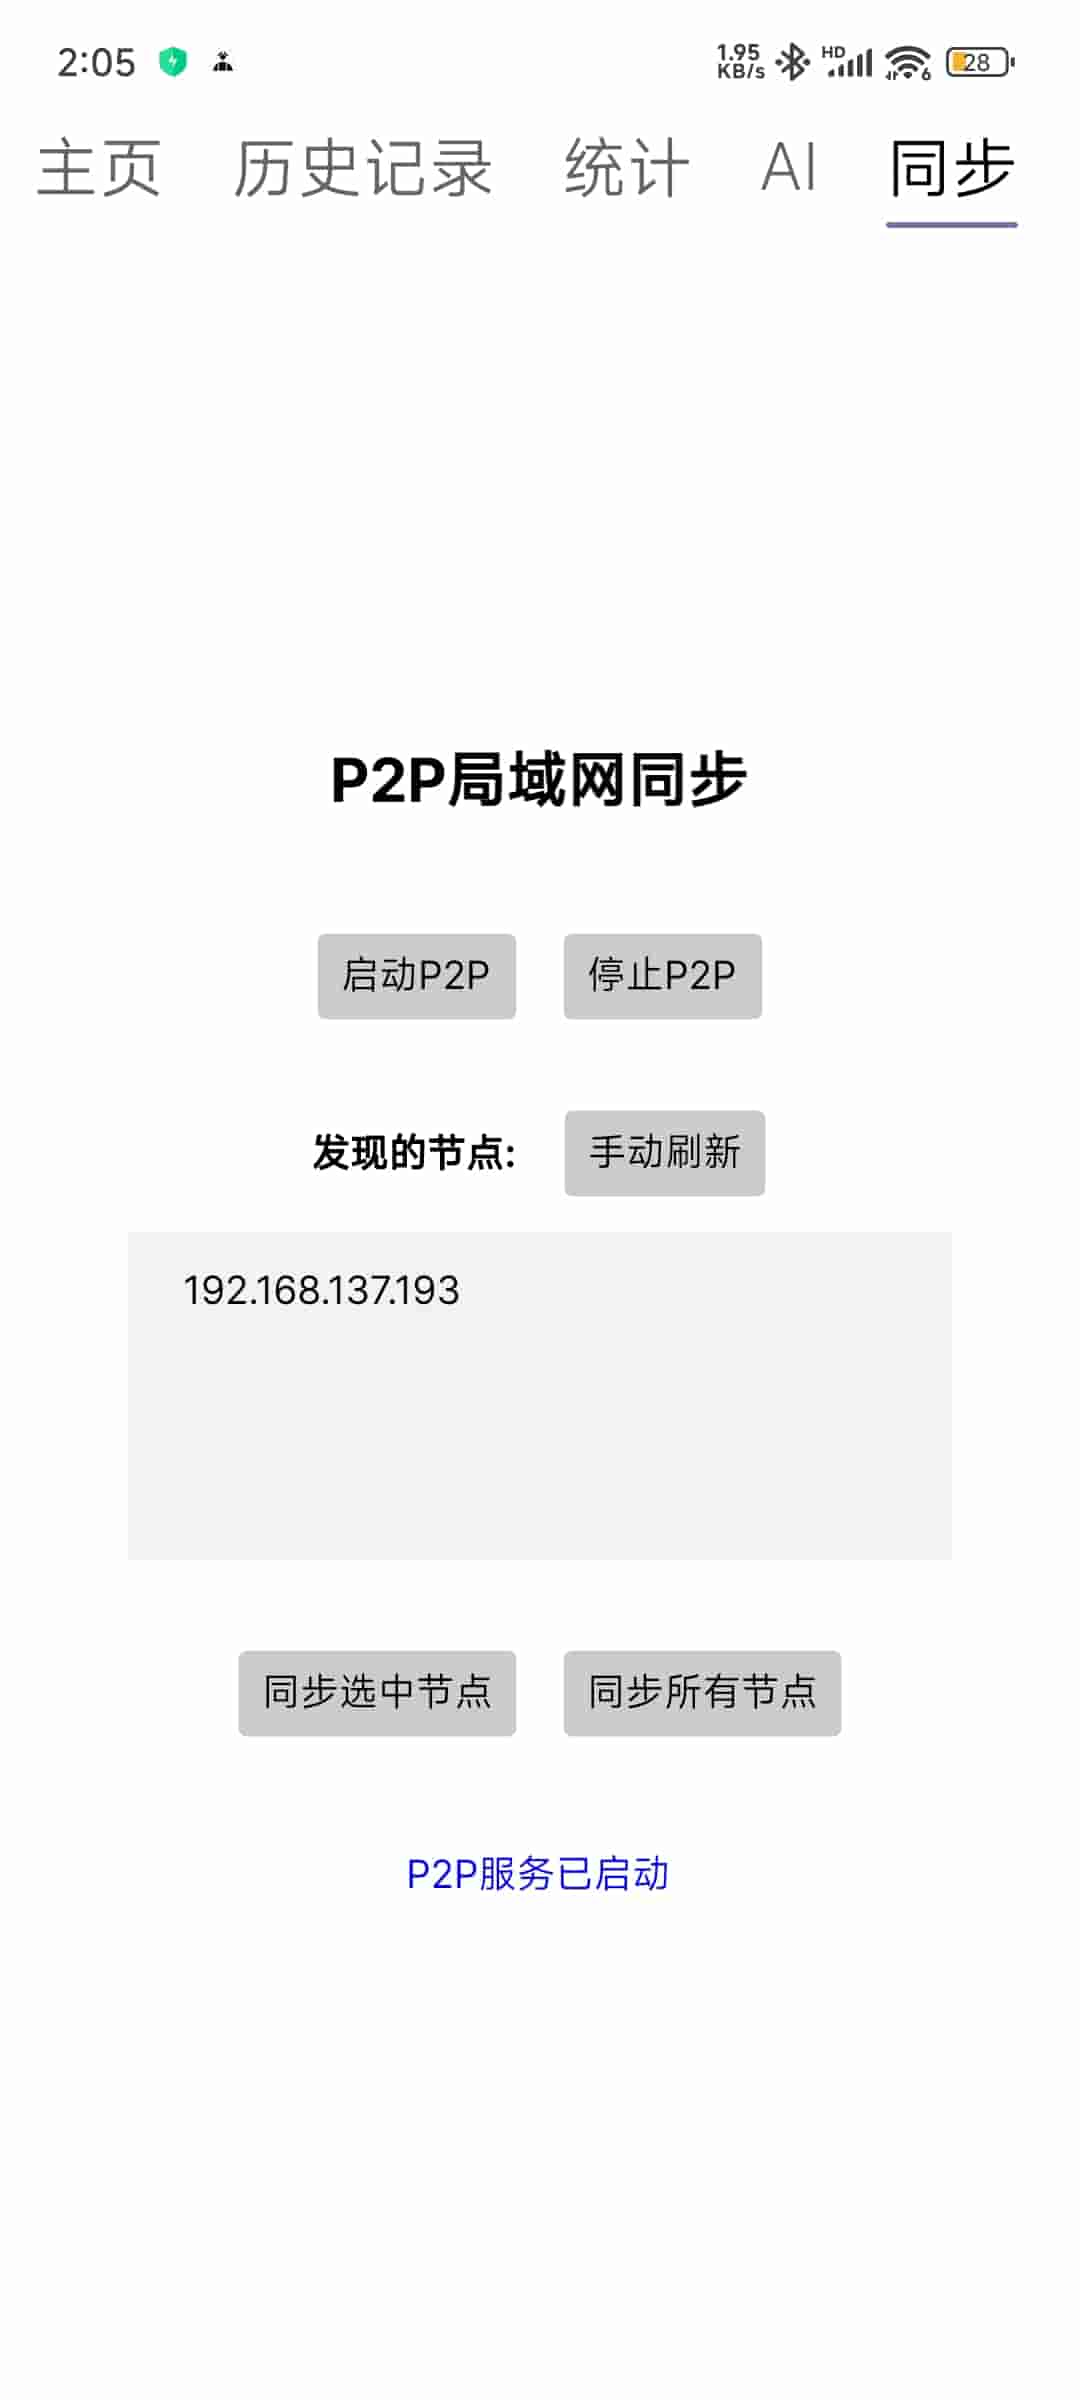 2:05 1.95 KB/s HD 6 28
主页 历史记录 统计 AI 同步
P2P局域网同步
启动P2P 停止P2P
发现的节点: 手动刷新
192.168.137.193
同步选中节点 同步所有节点
P2P服务已启动